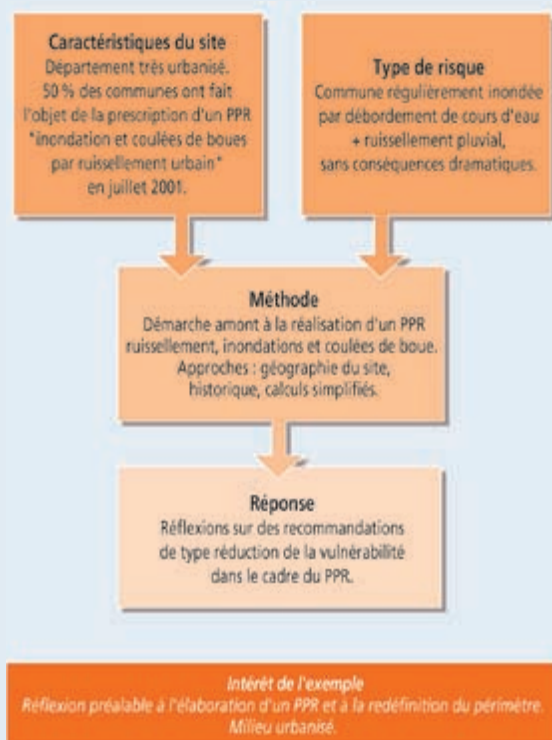 Caractéristiques du site
Département très urbanisé.
50 % des communes ont fait
l'objet de la prescription d'un PPR
"inondation et coulées de boues
par ruissellement urbain"
en juillet 2001.
Type de risque
Commune régulièrement inondée
par débordement de cours d'eau
+ ruissellement pluvial,
sans conséquences dramatiques.
Méthode
Démarche amont à la réalisation d'un PPR
ruissellement, inondations et coulées de boue.
Approches : géographie du site,
historique, calculs simplifiés.
Réponse
Réflexions sur des recommandations
de type réduction de la vulnérabilité
dans le cadre du PPR.
Intérêt de l'exemple
Réflexion préalable à l'élaboration d'un PPR et à la redéfinition du périmètre.
Milieu urbanisé.